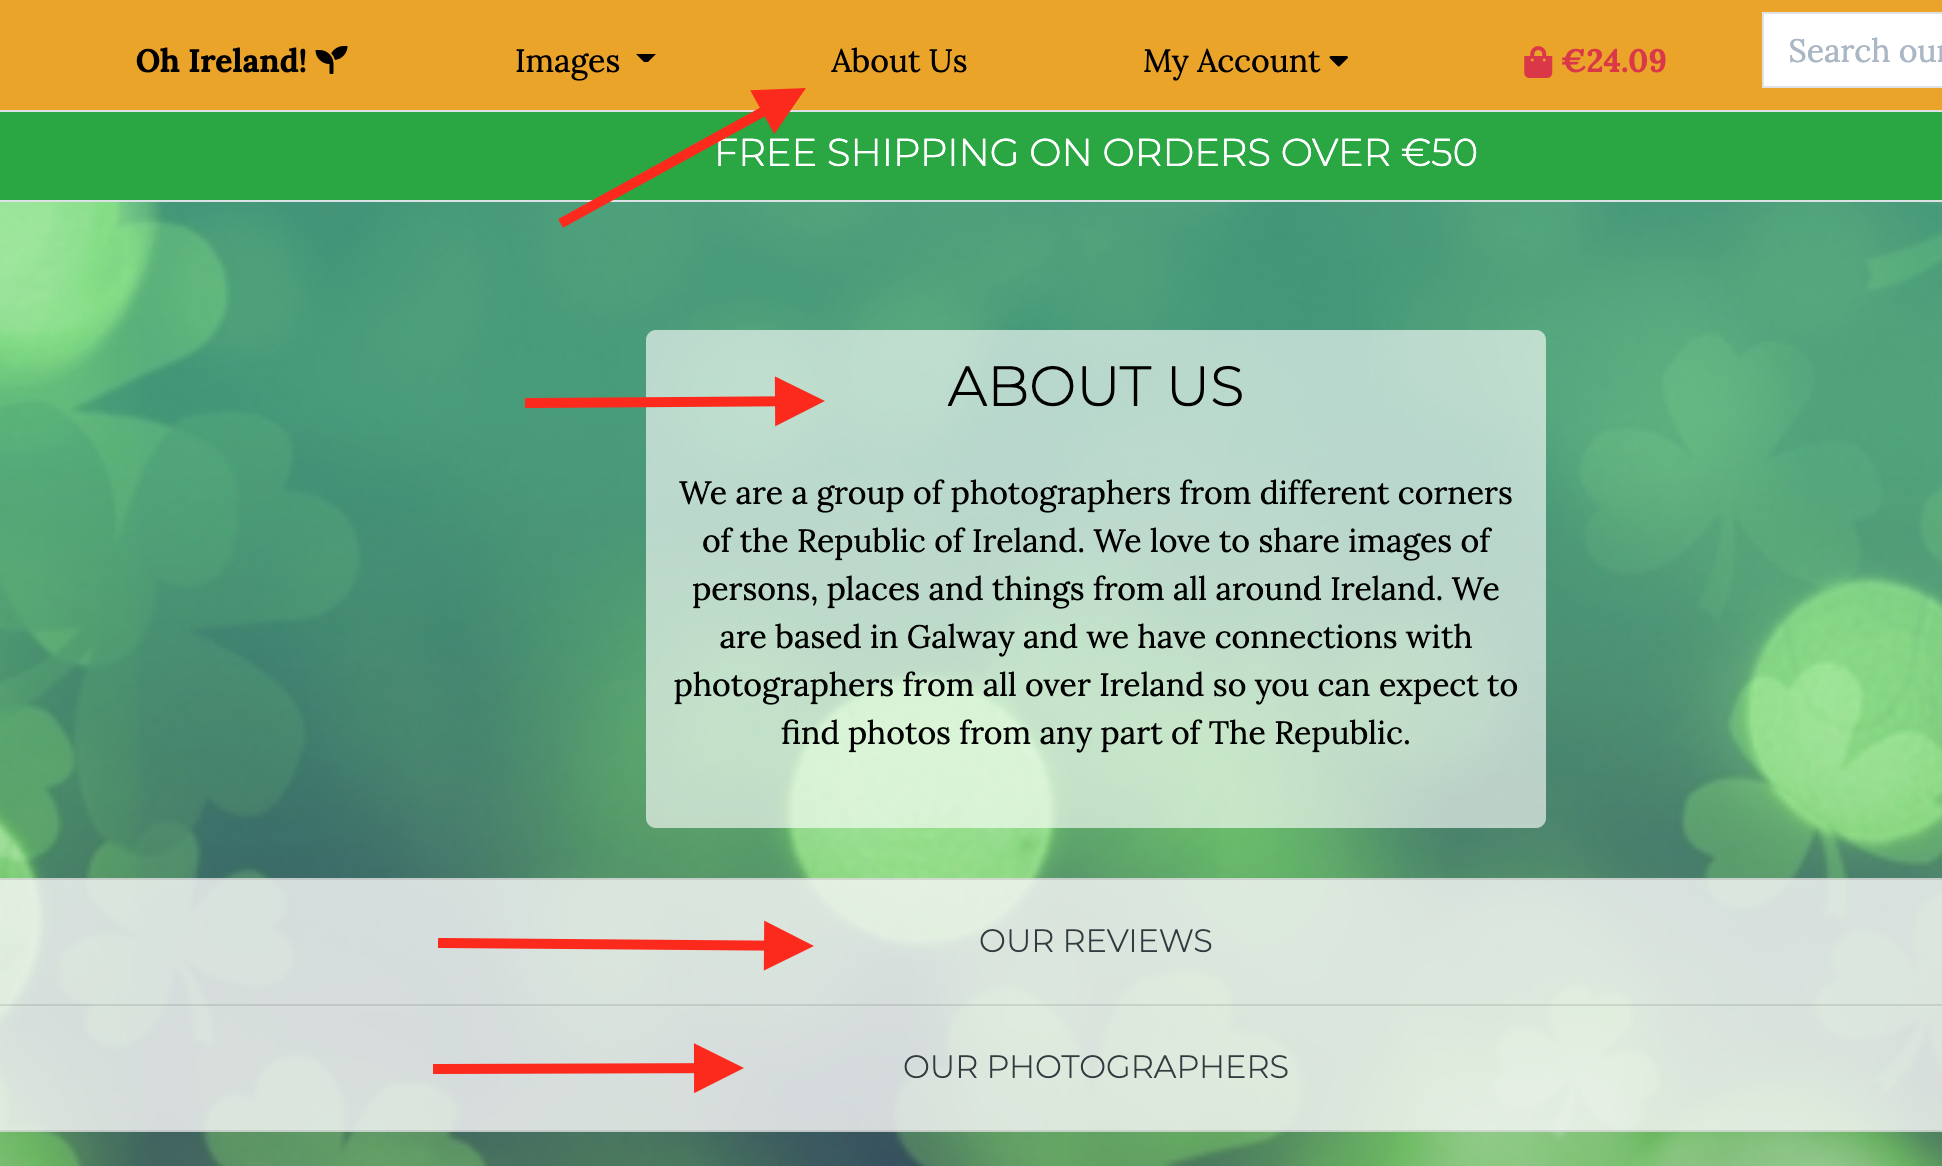 Oh Ireland!
Images
About Us
My Account
€24.09
Search our
FREE SHIPPING ON ORDERS OVER €50
ABOUT US
We are a group of photographers from different corners
of the Republic of Ireland. We love to share images of
persons, places and things from all around Ireland. We
are based in Galway and we have connections with
photographers from all over Ireland so you can expect to
find photos from any part of The Republic.
OUR REVIEWS
OUR PHOTOGRAPHERS